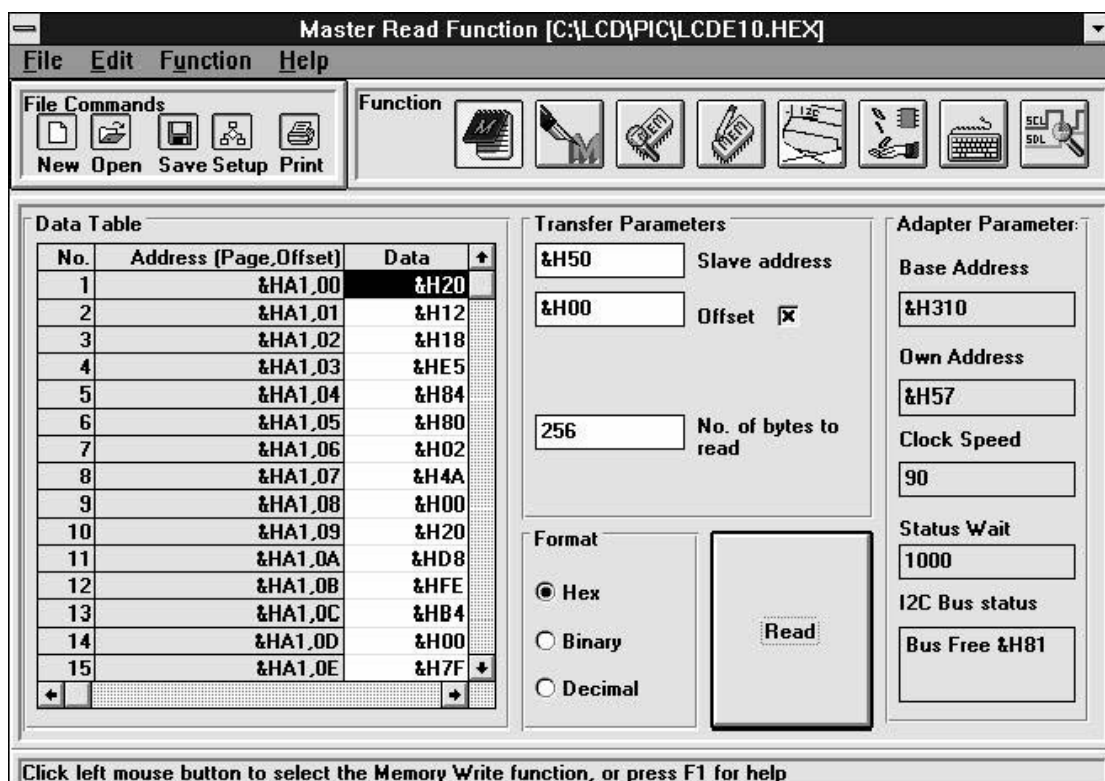 Master Read Function [C:\LCD\PIC\LCDE10.HEX]
File Edit Function Help
File Commands
New Open Save Setup Print
Function
M
M
MEM
MEM
I2C
SCL
SDL
Data Table
No. Address (Page,Offset) Data
1 &HA1,00 &H20
2 &HA1,01 &H12
3 &HA1,02 &H18
4 &HA1,03 &HE5
5 &HA1,04 &H84
6 &HA1,05 &H80
7 &HA1,06 &H02
8 &HA1,07 &H4A
9 &HA1,08 &H00
10 &HA1,09 &H20
11 &HA1,0A &HD8
12 &HA1,0B &HFE
13 &HA1,0C &HB4
14 &HA1,0D &H00
15 &HA1,0E &H7F
Transfer Parameters
&H50 Slave address
&H00 Offset
256 No. of bytes to
read
Format
Hex
Binary
Decimal
Read
Adapter Parameter
Base Address
&H310
Own Address
&H57
Clock Speed
90
Status Wait
1000
I2C Bus status
Bus Free &H81
Click left mouse button to select the Memory Write function, or press F1 for help